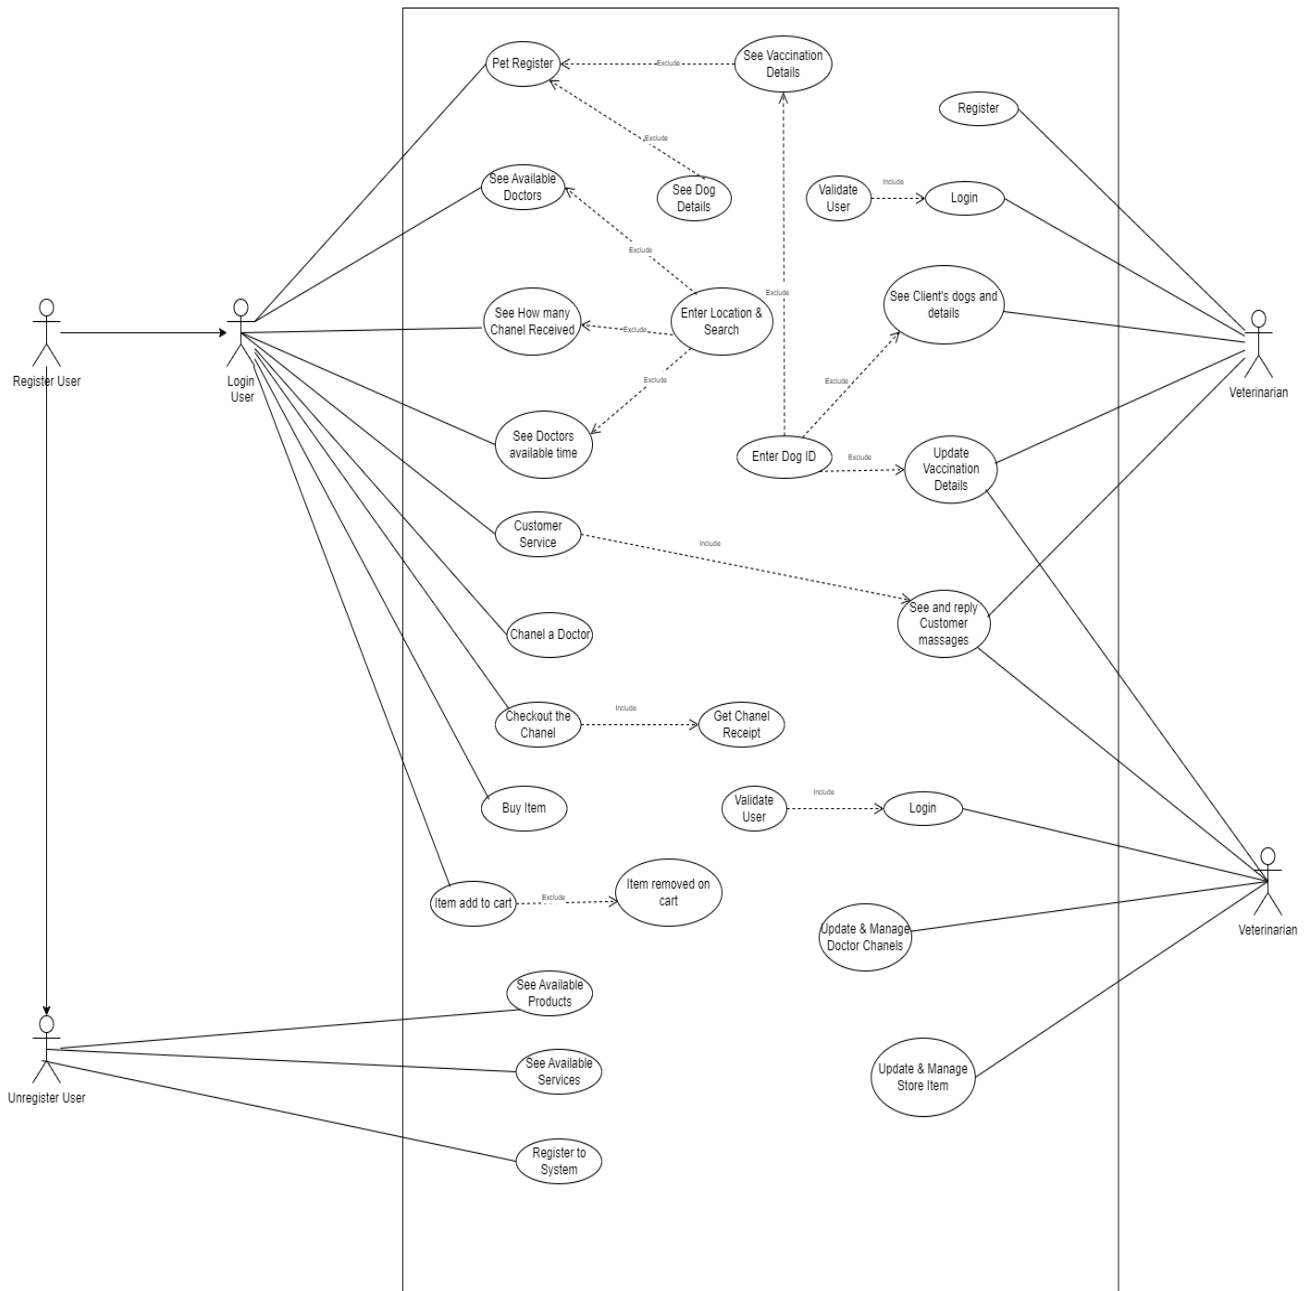 Pet Register
Exclude
See Vaccination
Details
Register
Exclude
See Available
Doctors
See Dog
Details
Validate
User
Include
Login
Exclude
See Client's dogs and
details
Exclude
See How many
Chanel Received
Exclude
Enter Location &
Search
Register User
Login
User
Veterinarian
Exclude
Exclude
See Doctors
available time
Enter Dog ID
Exclude
Update
Vaccination
Details
Customer
Service
Include
See and reply
Customer
massages
Chanel a Doctor
Checkout the
Chanel
Include
Get Chanel
Receipt
Buy Item
Validate
User
Include
Login
Item add to cart
Exclude
Item removed on
cart
Update & Manage
Doctor Chanels
Veterinarian
See Available
Products
See Available
Services
Update & Manage
Store Item
Unregister User
Register to
System